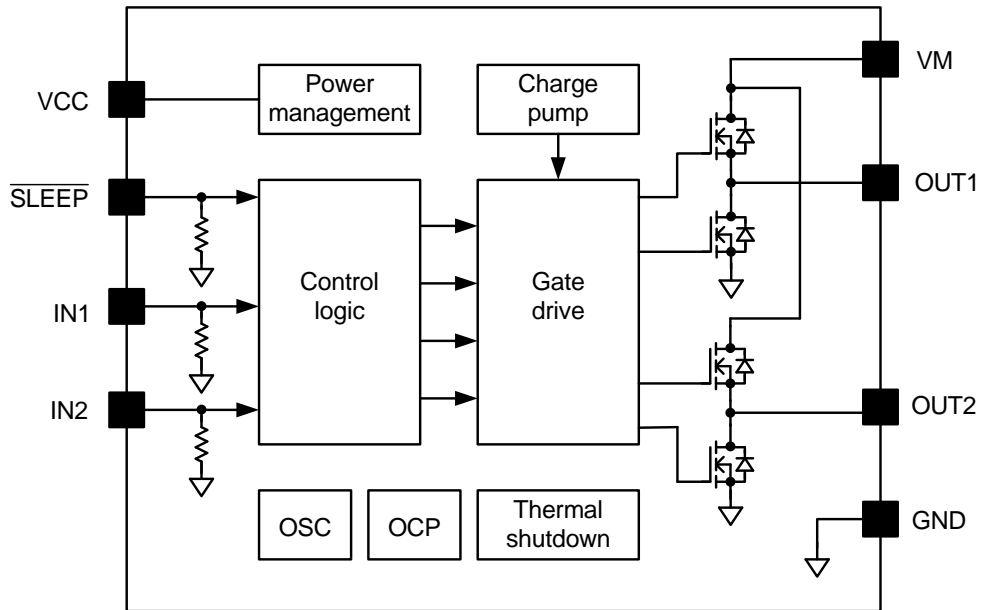 Power
management
Charge
pump
VM
VCC
SLEEP
OUT1
Control
logic
Gate
drive
IN1
IN2
OUT2
OSC
OCP
Thermal
shutdown
GND